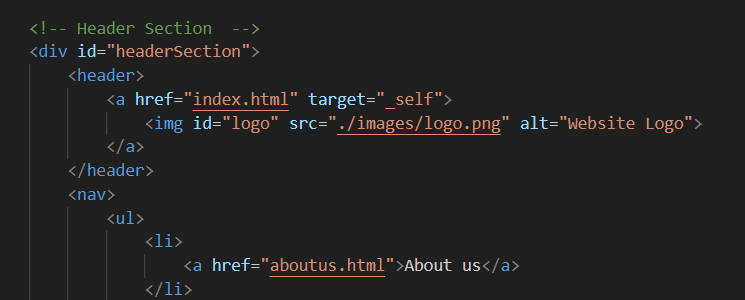 <!-- Header Section  -->
<div id="headerSection">
    <header>
        <a href="index.html" target="_self">
            <img id="logo" src="./images/logo.png" alt="Website Logo">
        </a>
    </header>
    <nav>
        <ul>
            <li>
                <a href="aboutus.html">About us</a>
            </li>